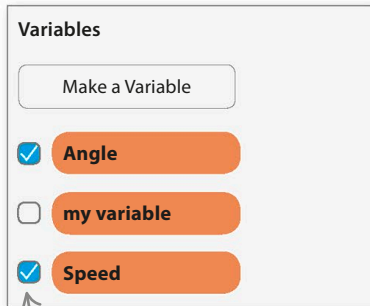 Variables
Make a Variable
Angle
my variable
Speed